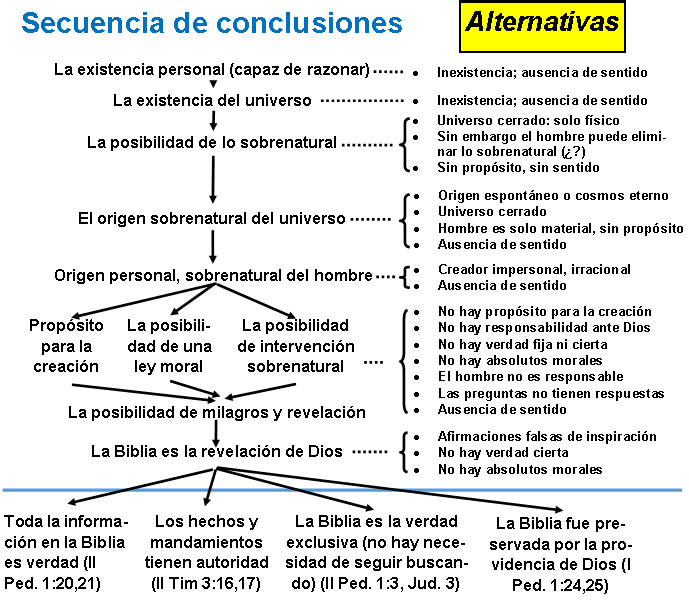 Secuencia de conclusiones
Alternativas
La existencia personal (capaz de razonar)
Inexistencia; ausencia de sentido
La existencia del universo
Inexistencia; ausencia de sentido
La posibilidad de lo sobrenatural
Universo cerrado: solo físico
Sin embargo el hombre puede elimi-
nar lo sobrenatural (¿?)
Sin propósito, sin sentido
El origen sobrenatural del universo
Origen espontáneo o cosmos eterno
Universo cerrado
Hombre es solo material, sin propósito
Ausencia de sentido
Origen personal, sobrenatural del hombre
Creador impersonal, irracional
Ausencia de sentido
Propósito
para la
creación
La posibili-
dad de una
ley moral
La posibilidad
de intervención
sobrenatural
No hay propósito para la creación
No hay responsabilidad ante Dios
No hay verdad fija ni cierta
No hay absolutos morales
El hombre no es responsable
Las preguntas no tienen respuestas
Ausencia de sentido
La posibilidad de milagros y revelación
La Biblia es la revelación de Dios
Afirmaciones falsas de inspiración
No hay verdad cierta
No hay absolutos morales
Toda la informa-
ción en la Biblia
es verdad (II
Ped. 1:20,21)
Los hechos y
mandamientos
tienen autoridad
(II Tim 3:16,17)
La Biblia es la verdad
exclusiva (no hay nece-
sidad de seguir buscan-
do) (II Ped. 1:3, Jud. 3)
La Biblia fue pre-
servada por la pro-
videncia de Dios (I
Ped. 1:24,25)